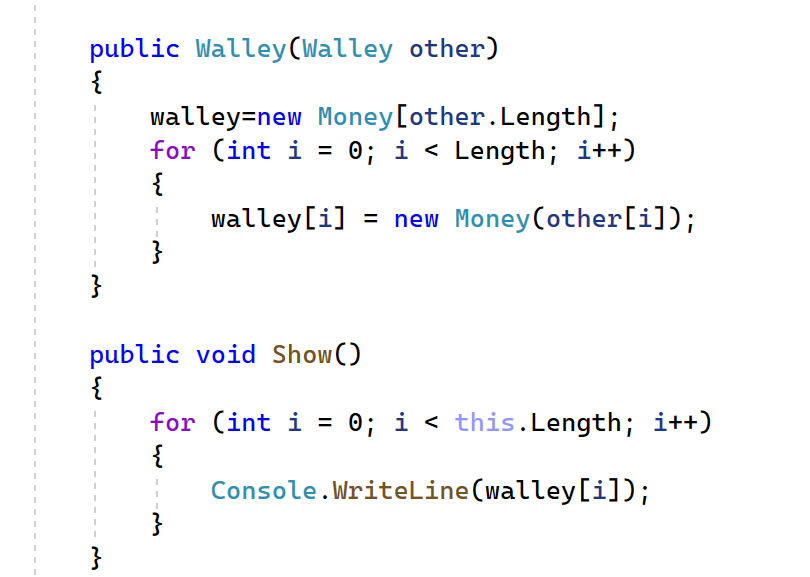 public Walley(Walley other)
{
walley=new Money[other.Length];
for (int i = 0; i < Length; i++)
{
walley[i] = new Money(other[i]);
}
}
public void Show()
{
for (int i = 0; i < this.Length; i++)
{
Console.WriteLine(walley[i]);
}
}